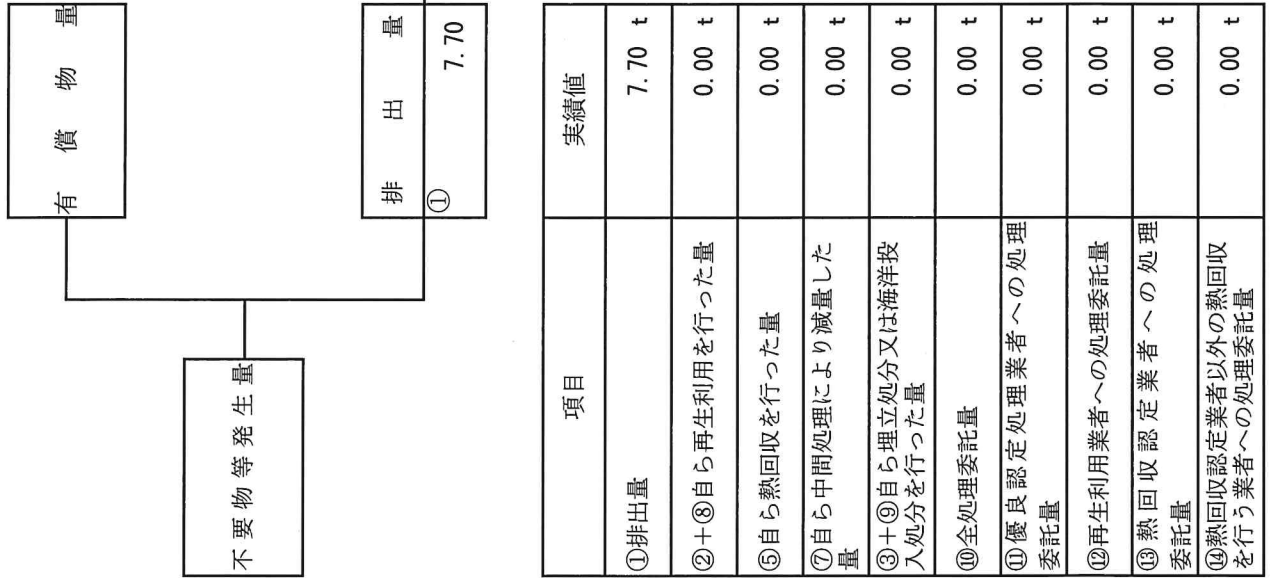 不要物等発生量
有償物量
排出量
① 7.70
項目 実績値
①排出量 7.70 t
②+⑧自ら再生利用を行った量 0.00 t
⑤自ら熱回収を行った量 0.00 t
⑦自ら中間処理により減量した
量 0.00 t
③+⑨自ら埋立処分又は海洋投
入処分を行った量 0.00 t
⑩全処理委託量 0.00 t
⑪優良認定処理業者への処理
委託量 0.00 t
⑫再生利用業者への処理委託量 0.00 t
⑬熱回収認定業者への処理
委託量 0.00 t
⑭熱回収認定業者以外の熱回収
を行う業者への処理委託量 0.00 t